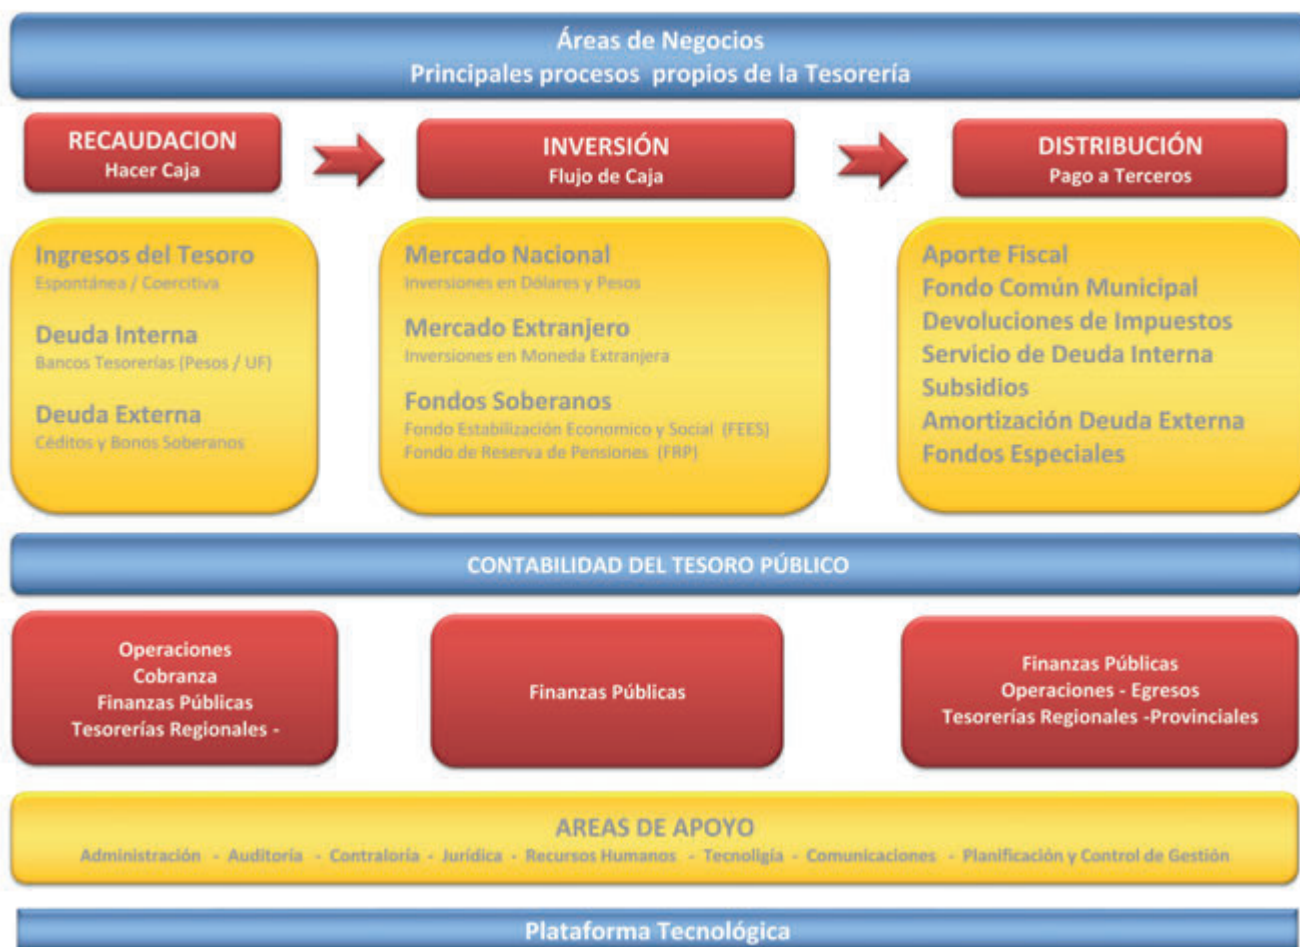 Áreas de Negocios
Principales procesos propios de la Tesorería
RECAUDACION
Hacer Caja
INVERSIÓN
Flujo de Caja
DISTRIBUCIÓN
Pago a Terceros
Ingresos del Tesoro
Espontánea / Coercitiva
Deuda Interna
Bancos Tesorerías (Pesos / UF)
Deuda Externa
Céditos y Bonos Soberanos
Mercado Nacional
Inversiones en Dólares y Pesos
Mercado Extranjero
Inversiones en Moneda Extranjera
Fondos Soberanos
Fondo Estabilización Economico y Social (FEES)
Fondo de Reserva de Pensiones (FRP)
Aporte Fiscal
Fondo Común Municipal
Devoluciones de Impuestos
Servicio de Deuda Interna
Subsidios
Amortización Deuda Externa
Fondos Especiales
CONTABILIDAD DEL TESORO PÚBLICO
Operaciones
Cobranza
Finanzas Públicas
Tesorerías Regionales -
Finanzas Públicas
Finanzas Públicas
Operaciones - Egresos
Tesorerías Regionales -Provinciales
AREAS DE APOYO
Administración - Auditoría - Contraloría - Jurídica - Recursos Humanos - Tecnoligía - Comunicaciones - Planificación y Control de Gestión
Plataforma Tecnológica